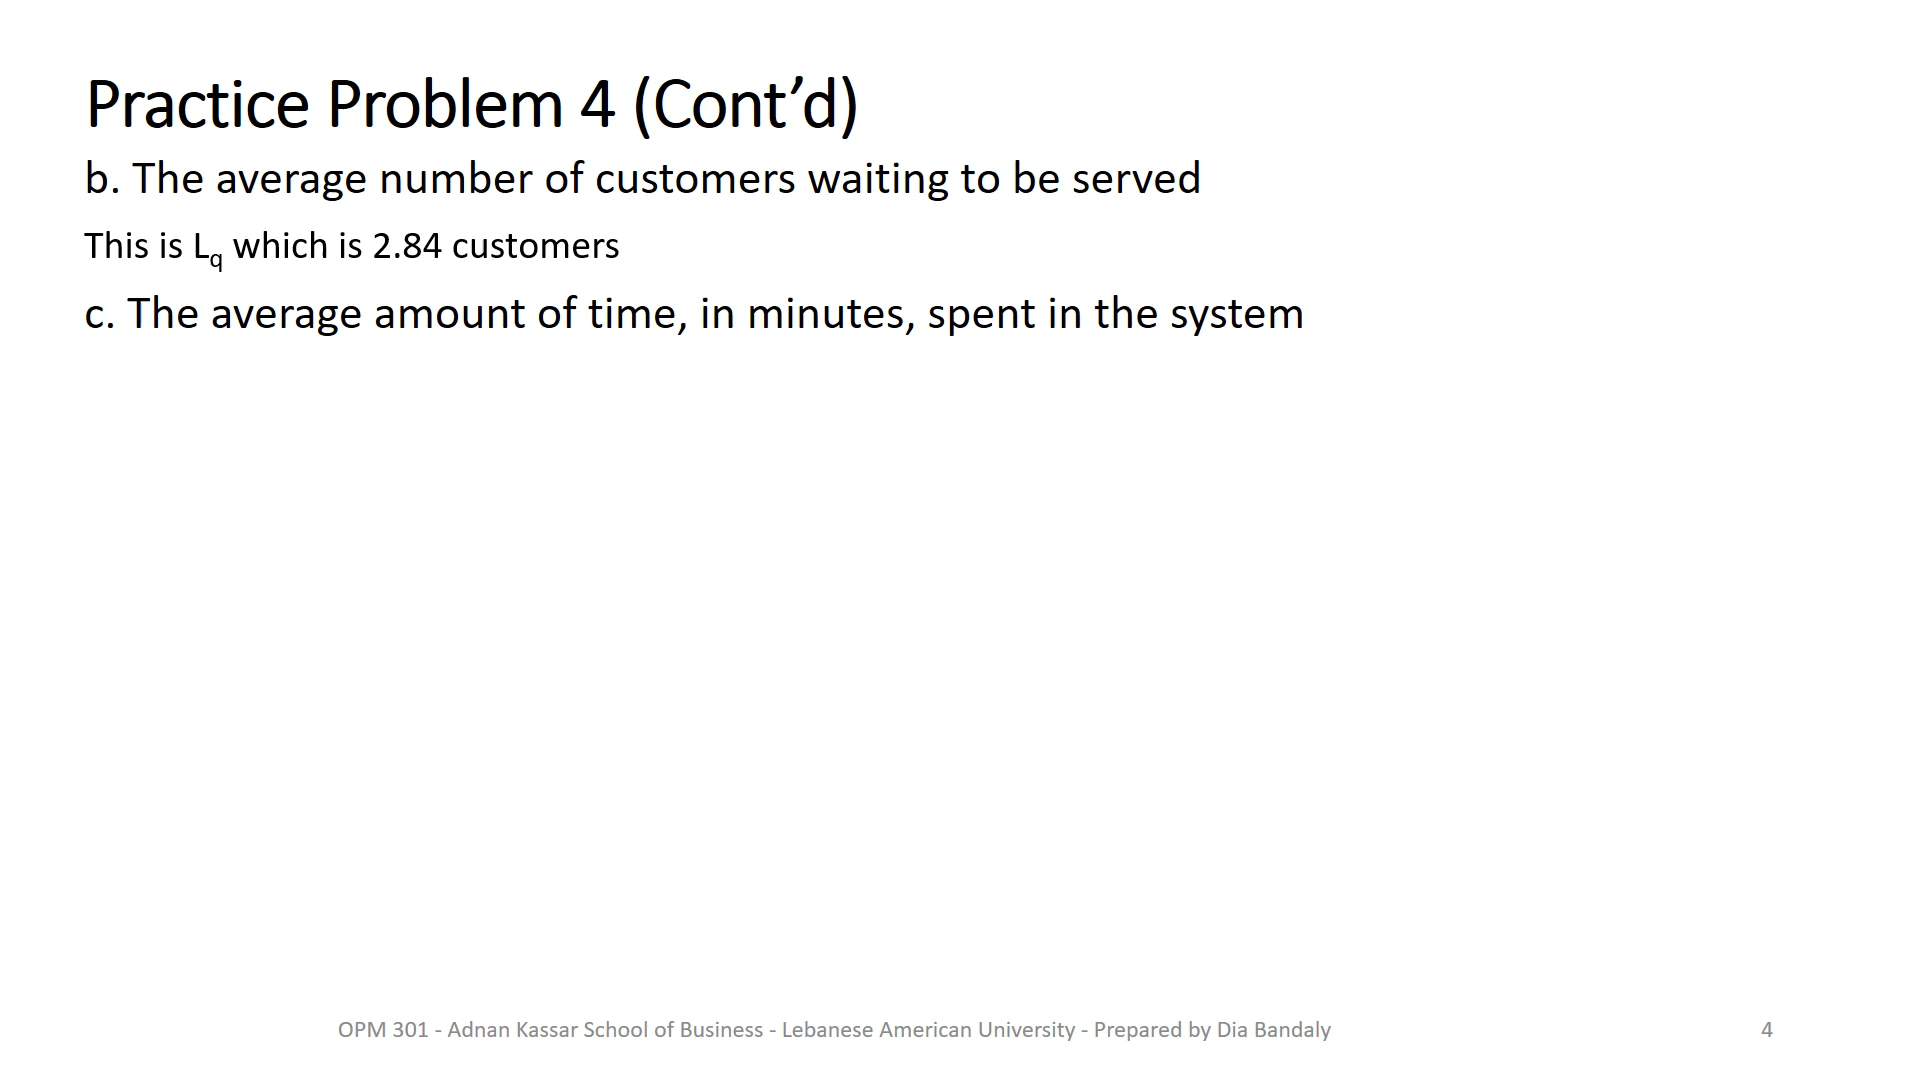 Practice Problem 4 (Cont’d)
b. The average number of customers waiting to be served
This is Lq which is 2.84 customers
c. The average amount of time, in minutes, spent in the system
OPM 301 - Adnan Kassar School of Business - Lebanese American University - Prepared by Dia Bandaly
4